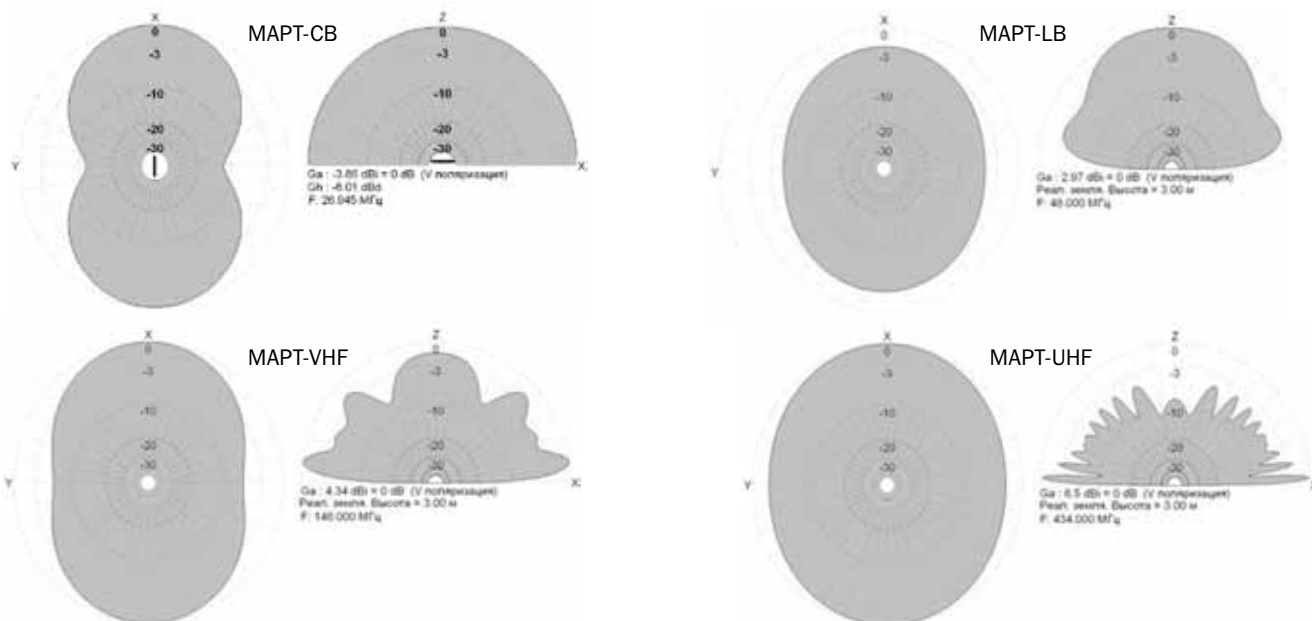 X
0
-3
-10
-20
-30
Y
МАРТ-СВ
Z
0
-3
-10
-20
-30
X
Ga : -3.86 dBi = 0 dB (V поляризация)
Gh : -6.01 dBd
F: 26.945 МГц
X
0
-3
-10
-20
-30
Y
МАРТ-LB
Z
0
-3
-10
-20
-30
X
Ga : 2.97 dBi = 0 dB (V поляризация)
Реал. земля. Высота = 3.00 м
F: 48.000 МГц
X
0
-3
-10
-20
-30
Y
МАРТ-VHF
Z
0
-3
-10
-20
-30
X
Ga : 4.34 dBi = 0 dB (V поляризация)
Реал. земля. Высота = 3.00 м
F: 146.000 МГц
X
0
-3
-10
-20
-30
Y
МАРТ-UHF
Z
0
-3
-10
-20
-30
X
Ga : 6.5 dBi = 0 dB (V поляризация)
Реал. земля. Высота = 3.00 м
F: 434.000 МГц